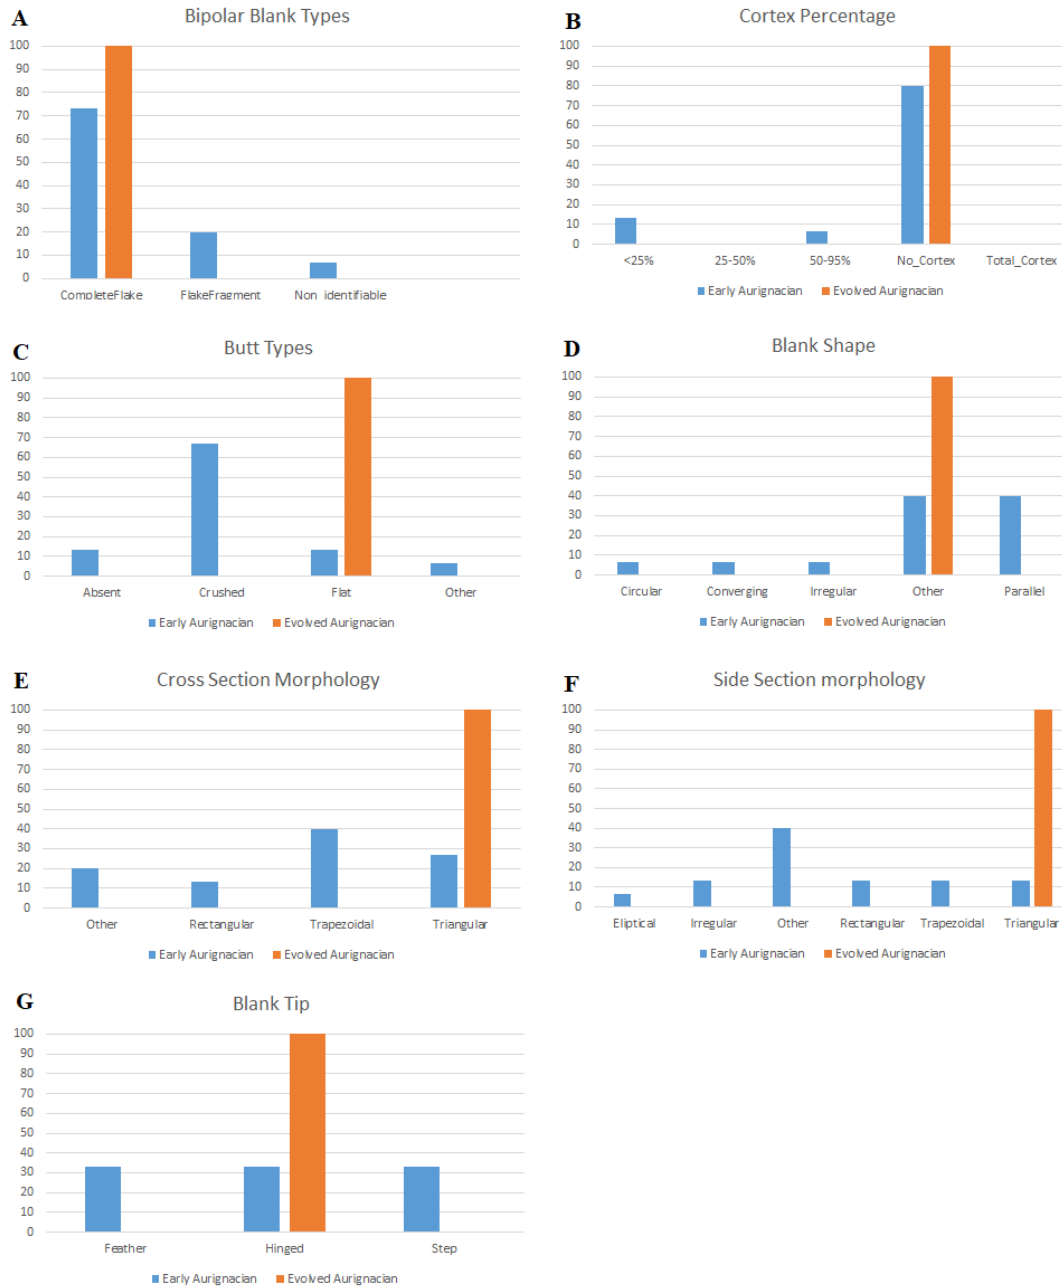 A
Bipolar Blank Types
100
90
80
70
60
50
40
30
20
10
0
CompleteFlake FlakeFragment Non_identifiable
B
Cortex Percentage
100
90
80
70
60
50
40
30
20
10
0
<25% 25-50% 50-95% No_Cortex Total_Cortex
Early Aurignacian Evolved Aurignacian
C
Butt Types
100
90
80
70
60
50
40
30
20
10
0
Absent Crushed Flat Other
Early Aurignacian Evolved Aurignacian
D
Blank Shape
100
90
80
70
60
50
40
30
20
10
0
Circular Converging Irregular Other Parallel
Early Aurignacian Evolved Aurignacian
E
Cross Section Morphology
100
90
80
70
60
50
40
30
20
10
0
Other Rectangular Trapezoidal Triangular
Early Aurignacian Evolved Aurignacian
F
Side Section morphology
100
90
80
70
60
50
40
30
20
10
0
Eliptical Irregular Other Rectangular Trapezoidal Triangular
Early Aurignacian Evolved Aurignacian
G
Blank Tip
100
90
80
70
60
50
40
30
20
10
0
Feather Hinged Step
Early Aurignacian Evolved Aurignacian